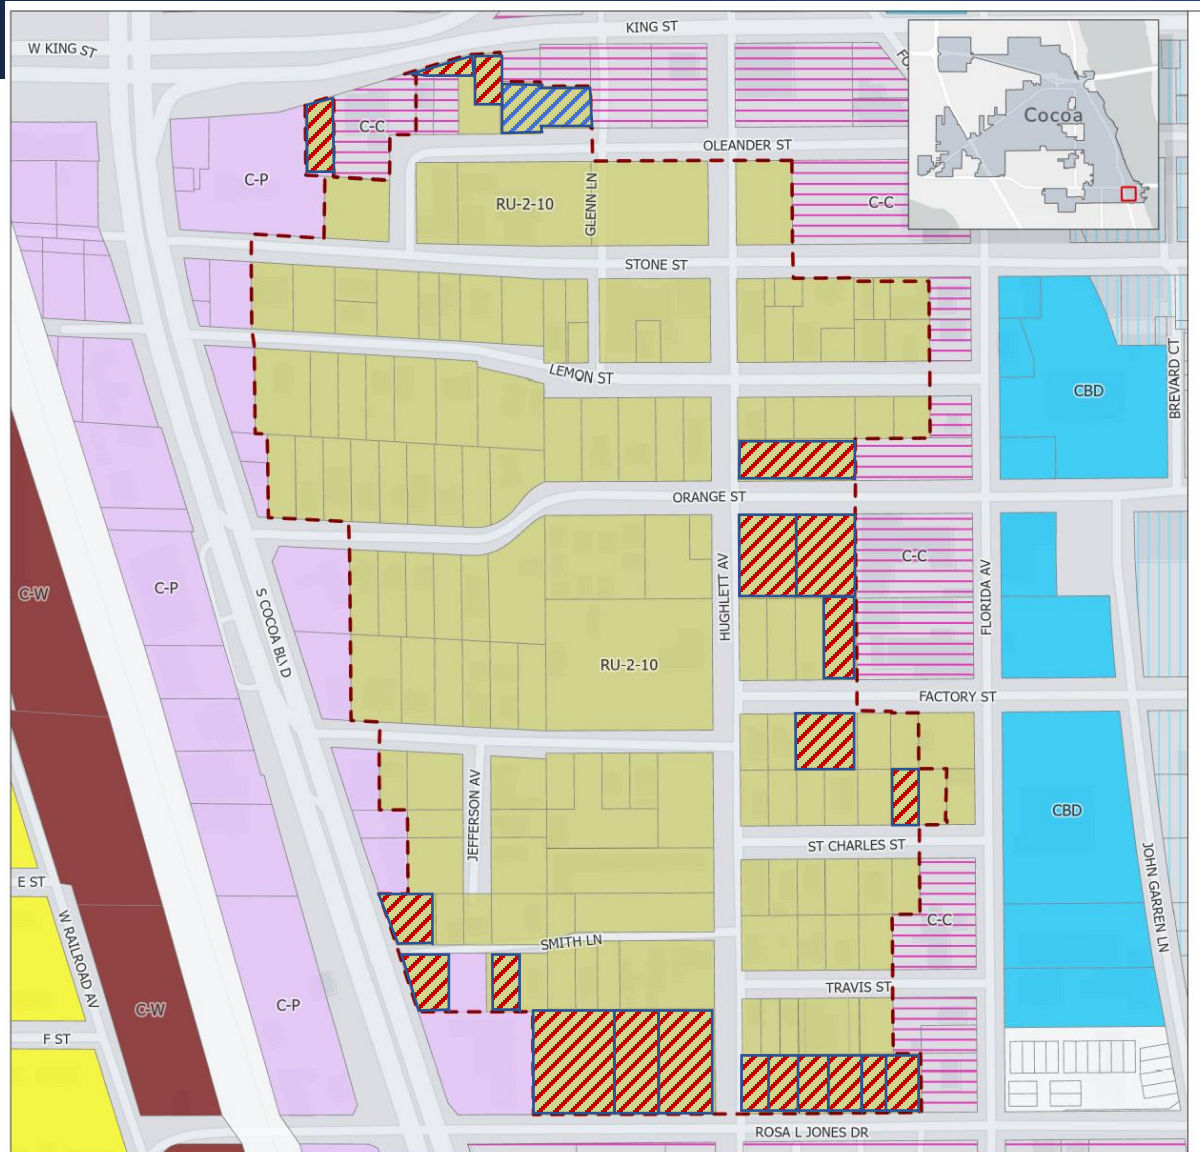 KING ST
W KING ST
FO
Cocoa
C-C
OLEANDER ST
C-P
RU-2-10
GLENN LN
C-C
STONE ST
LEMON ST
CBD
BREVARD CT
ORANGE ST
C-C
C-W
C-P
S COCOA BLVD
HUGHLETT AV
FLORIDA AV
RU-2-10
FACTORY ST
JEFFERSON AV
CBD
ST CHARLES ST
JOHN GARREN LN
E ST
W RAILROAD AV
C-C
SMITH LN
TRAVIS ST
C-W
C-P
F ST
ROSA L JONES DR